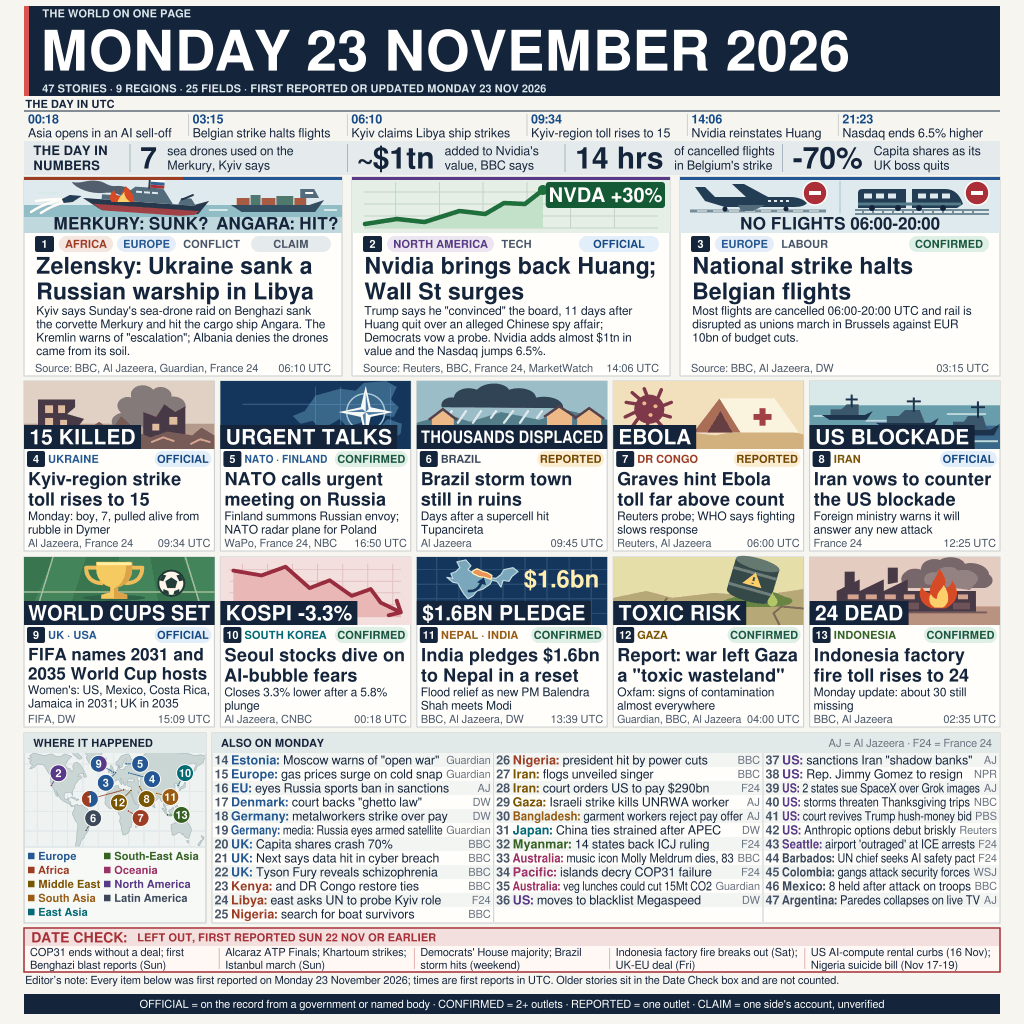 THE WORLD ON ONE PAGE
MONDAY 23 NOVEMBER 2026
47 STORIES · 9 REGIONS · 25 FIELDS · FIRST REPORTED OR UPDATED MONDAY 23 NOV 2026
THE DAY IN UTC
00:18
Asia opens in an AI sell-off
03:15
Belgian strike halts flights
06:10
Kyiv claims Libya ship strikes
09:34
Kyiv-region toll rises to 15
14:06
Nvidia reinstates Huang
21:23
Nasdaq ends 6.5% higher
THE DAY IN
NUMBERS
7
sea drones used on the
Merkury, Kyiv says
~$1tn
added to Nvidia's
value, BBC says
14 hrs
of cancelled flights
in Belgium's strike
-70%
Capita shares as its
UK boss quits
MERKURY: SUNK? ANGARA: HIT?
1 AFRICA EUROPE CONFLICT CLAIM
Zelensky: Ukraine sank a
Russian warship in Libya
Kyiv says Sunday's sea-drone raid on Benghazi sank
the corvette Merkury and hit the cargo ship Angara. The
Kremlin warns of "escalation"; Albania denies the drones
came from its soil.
Source: BBC, Al Jazeera, Guardian, France 24 06:10 UTC
NVDA +30%
2 NORTH AMERICA TECH OFFICIAL
Nvidia brings back Huang;
Wall St surges
Trump says he "convinced" the board, 11 days after
Huang quit over an alleged Chinese spy affair;
Democrats vow a probe. Nvidia adds almost $1tn in
value and the Nasdaq jumps 6.5%.
Source: Reuters, BBC, France 24, MarketWatch 14:06 UTC
NO FLIGHTS 06:00-20:00
3 EUROPE LABOUR CONFIRMED
National strike halts
Belgian flights
Most flights are cancelled 06:00-20:00 UTC and rail is
disrupted as unions march in Brussels against EUR
10bn of budget cuts.
Source: BBC, Al Jazeera, DW 03:15 UTC
15 KILLED
4 UKRAINE OFFICIAL
Kyiv-region strike
toll rises to 15
Monday: boy, 7, pulled alive from
rubble in Dymer
Al Jazeera, France 24 09:34 UTC
URGENT TALKS
5 NATO · FINLAND CONFIRMED
NATO calls urgent
meeting on Russia
Finland summons Russian envoy;
NATO radar plane for Poland
WaPo, France 24, NBC 16:50 UTC
THOUSANDS DISPLACED
6 BRAZIL REPORTED
Brazil storm town
still in ruins
Days after a supercell hit
Tupancireta
Al Jazeera 09:45 UTC
EBOLA
7 DR CONGO REPORTED
Graves hint Ebola
toll far above count
Reuters probe; WHO says fighting
slows response
Reuters, Al Jazeera 06:00 UTC
US BLOCKADE
8 IRAN OFFICIAL
Iran vows to counter
the US blockade
Foreign ministry warns it will
answer any new attack
France 24 12:25 UTC
WORLD CUPS SET
9 UK · USA OFFICIAL
FIFA names 2031 and
2035 World Cup hosts
Women's: US, Mexico, Costa Rica,
Jamaica in 2031; UK in 2035
FIFA, DW 15:09 UTC
KOSPI -3.3%
10 SOUTH KOREA CONFIRMED
Seoul stocks dive on
AI-bubble fears
Closes 3.3% lower after a 5.8%
plunge
Al Jazeera, CNBC 00:18 UTC
$1.6bn
$1.6BN PLEDGE
11 NEPAL · INDIA CONFIRMED
India pledges $1.6bn
to Nepal in a reset
Flood relief as new PM Balendra
Shah meets Modi
BBC, Al Jazeera, DW 13:39 UTC
TOXIC RISK
12 GAZA CONFIRMED
Report: war left Gaza
a "toxic wasteland"
Oxfam: signs of contamination
almost everywhere
Guardian, BBC, Al Jazeera 04:00 UTC
24 DEAD
13 INDONESIA CONFIRMED
Indonesia factory
fire toll rises to 24
Monday update: about 30 still
missing
BBC, Al Jazeera 02:35 UTC
WHERE IT HAPPENED
2
9
5
10
3
4
1
12
8
11
6
7
13
Europe
South-East Asia
Africa
Oceania
Middle East
North America
South Asia
Latin America
East Asia
ALSO ON MONDAY
AJ = Al Jazeera · F24 = France 24
14 Estonia: Moscow warns of "open war" Guardian
15 Europe: gas prices surge on cold snap Guardian
16 EU: eyes Russia sports ban in sanctions AJ
17 Denmark: court backs "ghetto law" DW
18 Germany: metalworkers strike over pay DW
19 Germany: media: Russia eyes armed satellite Guardian
20 UK: Capita shares crash 70% BBC
21 UK: Next says data hit in cyber breach BBC
22 UK: Tyson Fury reveals schizophrenia BBC
23 Kenya: and DR Congo restore ties BBC
24 Libya: east asks UN to probe Kyiv role F24
25 Nigeria: search for boat survivors BBC
26 Nigeria: president hit by power cuts BBC
27 Iran: flogs unveiled singer BBC
28 Iran: court orders US to pay $290bn F24
29 Gaza: Israeli strike kills UNRWA worker AJ
30 Bangladesh: garment workers reject pay offer AJ
31 Japan: China ties strained after APEC DW
32 Myanmar: 14 states back ICJ ruling F24
33 Australia: music icon Molly Meldrum dies, 83 BBC
34 Pacific: islands decry COP31 failure F24
35 Australia: veg lunches could cut 15Mt CO2 Guardian
36 US: moves to blacklist Megaspeed DW
37 US: sanctions Iran "shadow banks" AJ
38 US: Rep. Jimmy Gomez to resign NPR
39 US: 2 states sue SpaceX over Grok images AJ
40 US: storms threaten Thanksgiving trips NBC
41 US: court revives Trump hush-money bid PBS
42 US: Anthropic options debut briskly Reuters
43 Seattle: airport 'outraged' at ICE arrests F24
44 Barbados: UN chief seeks AI safety pact F24
45 Colombia: gangs attack security forces WSJ
46 Mexico: 8 held after attack on troops BBC
47 Argentina: Paredes collapses on live TV AJ
DATE CHECK: LEFT OUT, FIRST REPORTED SUN 22 NOV OR EARLIER
COP31 ends without a deal; first
Benghazi blast reports (Sun)
Alcaraz ATP Finals; Khartoum strikes;
Istanbul march (Sun)
Democrats' House majority; Brazil
storm hits (weekend)
Indonesia factory fire breaks out (Sat);
UK-EU deal (Fri)
US AI-compute rental curbs (16 Nov);
Nigeria suicide bill (Nov 17-19)
Editor's note: Every item below was first reported on Monday 23 November 2026; times are first reports in UTC. Older stories sit in the Date Check box and are not counted.
OFFICIAL = on the record from a government or named body · CONFIRMED = 2+ outlets · REPORTED = one outlet · CLAIM = one side's account, unverified